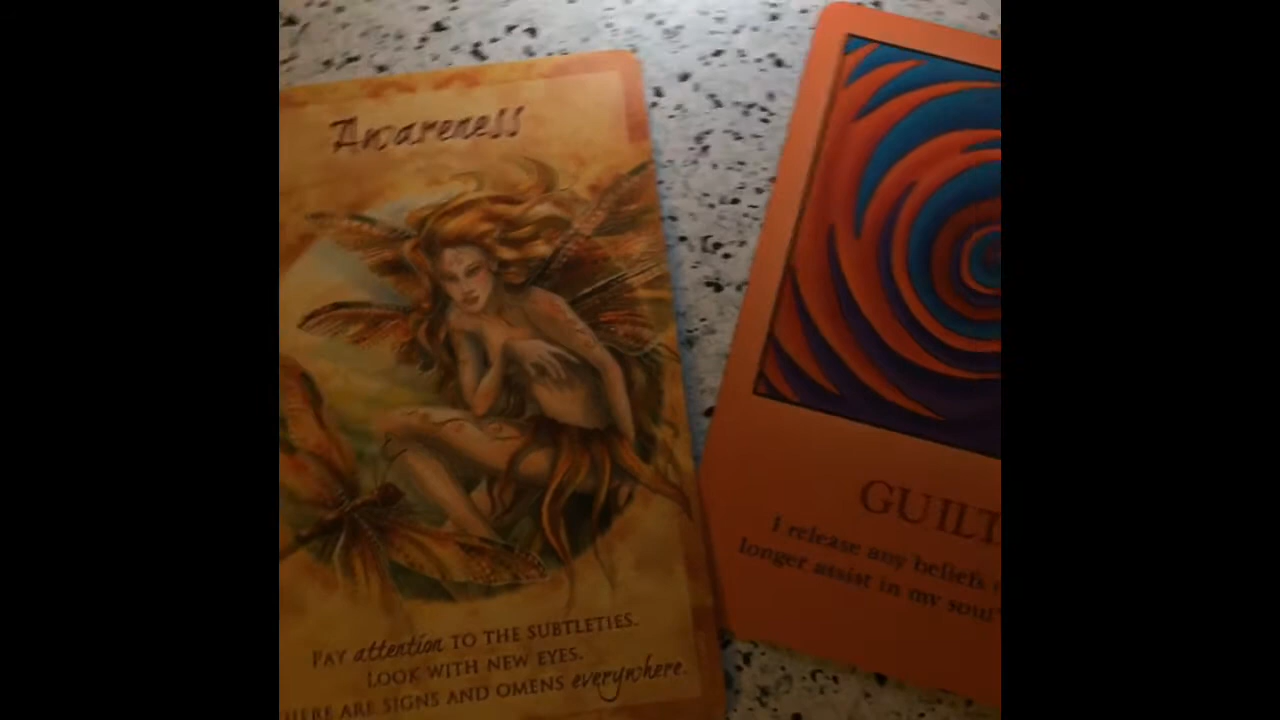 Awareness
PAY attention TO THE SUBTLETIES.
LOOK WITH NEW EYES.
HERE ARE SIGNS AND OMENS everywhere.
GUILT
I release any beliefs
longer assist in my soul'